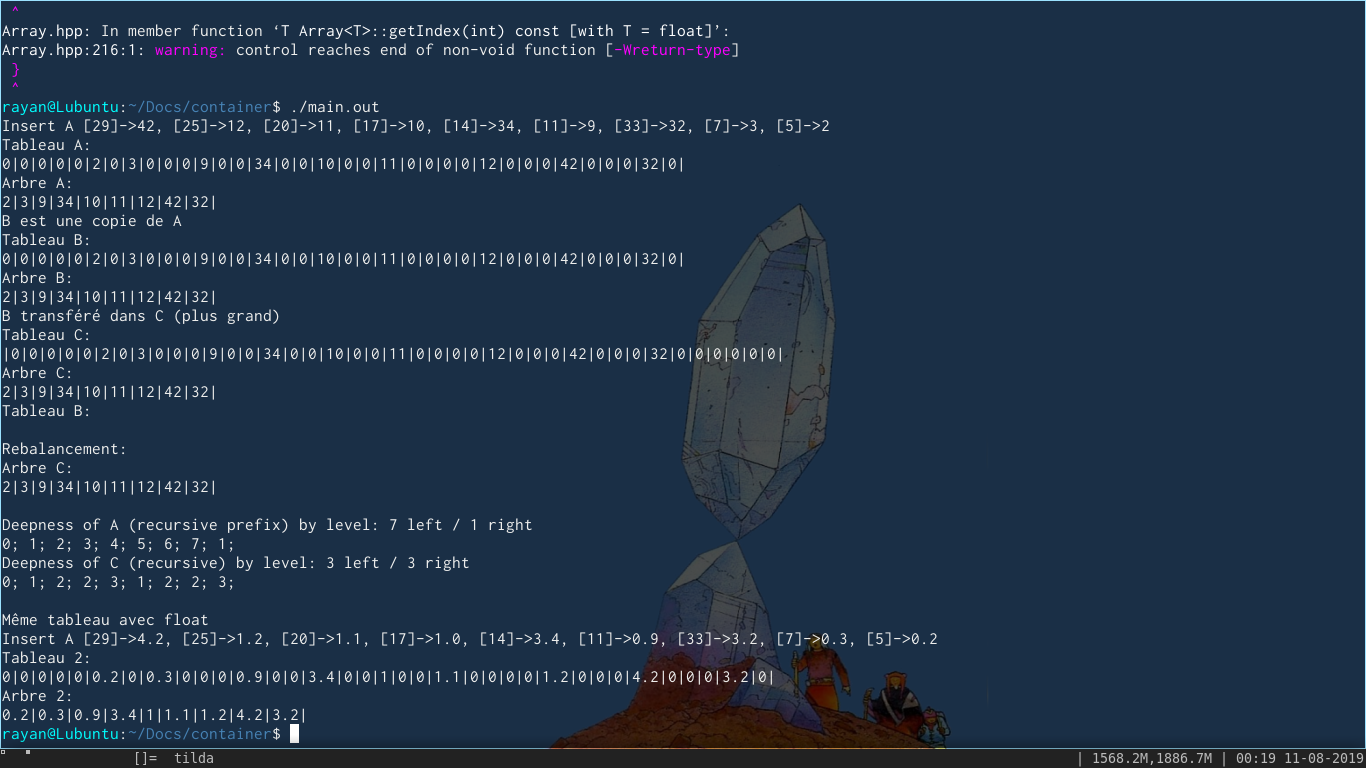 ^
Array.hpp: In member function ‘T Array<T>::getIndex(int) const [with T = float]’:
Array.hpp:216:1: warning: control reaches end of non-void function [-Wreturn-type]
}
^
rayan@Lubuntu:~/Docs/container$ ./main.out
Insert A [29]->42, [25]->12, [20]->11, [17]->10, [14]->34, [11]->9, [33]->32, [7]->3, [5]->2
Tableau A:
0|0|0|0|0|2|0|3|0|0|0|9|0|0|34|0|0|10|0|0|11|0|0|0|0|12|0|0|0|42|0|0|0|32|0|
Arbre A:
2|3|9|34|10|11|12|42|32|
B est une copie de A
Tableau B:
0|0|0|0|0|2|0|3|0|0|0|9|0|0|34|0|0|10|0|0|11|0|0|0|0|12|0|0|0|42|0|0|0|32|0|
Arbre B:
2|3|9|34|10|11|12|42|32|
B transféré dans C (plus grand)
Tableau C:
|0|0|0|0|0|2|0|3|0|0|0|9|0|0|34|0|0|10|0|0|11|0|0|0|0|12|0|0|0|42|0|0|0|32|0|0|0|0|0|0|
Arbre C:
2|3|9|34|10|11|12|42|32|
Tableau B:
Rebalancement:
Arbre C:
2|3|9|34|10|11|12|42|32|
Deepness of A (recursive prefix) by level: 7 left / 1 right
0; 1; 2; 3; 4; 5; 6; 7; 1;
Deepness of C (recursive) by level: 3 left / 3 right
0; 1; 2; 2; 3; 1; 2; 2; 3;
Même tableau avec float
Insert A [29]->4.2, [25]->1.2, [20]->1.1, [17]->1.0, [14]->3.4, [11]->0.9, [33]->3.2, [7]->0.3, [5]->0.2
Tableau 2:
0|0|0|0|0|0.2|0|0.3|0|0|0|0.9|0|0|3.4|0|0|1|0|0|1.1|0|0|0|0|1.2|0|0|0|4.2|0|0|0|3.2|0|
Arbre 2:
0.2|0.3|0.9|3.4|1|1.1|1.2|4.2|3.2|
rayan@Lubuntu:~/Docs/container$
[]= tilda | 1568.2M,1886.7M | 00:19 11-08-2019